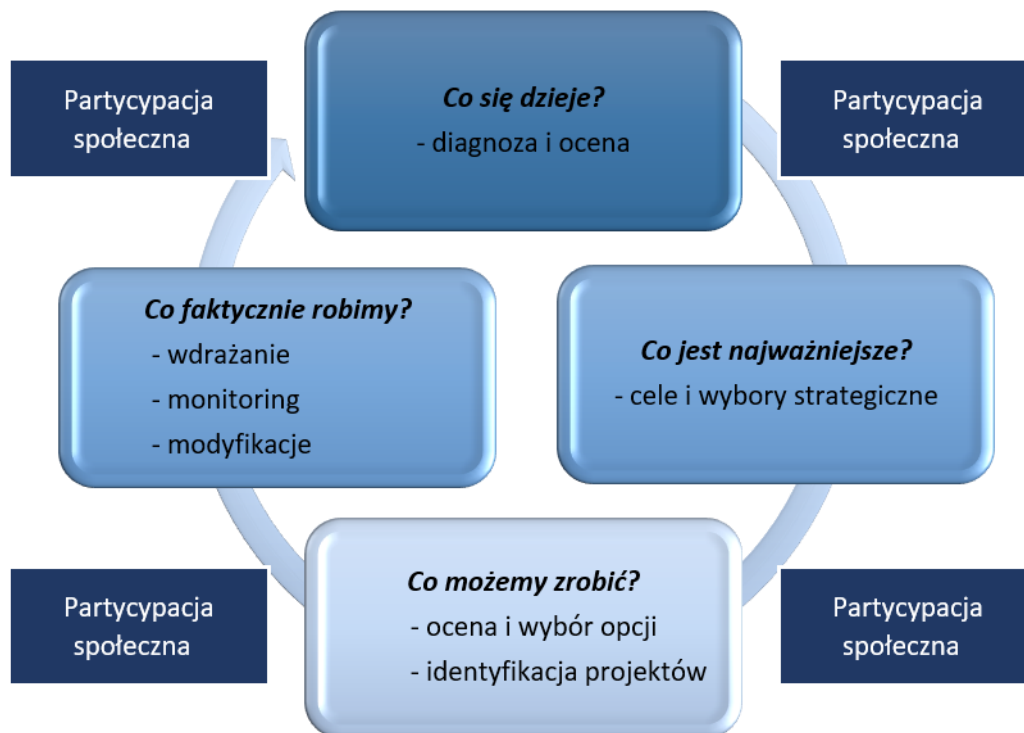 Partycypacja
społeczna
Co się dzieje?
- diagnoza i ocena
Partycypacja
społeczna
Co faktycznie robimy?
- wdrażanie
- monitoring
- modyfikacje
Co jest najważniejsze?
- cele i wybory strategiczne
Partycypacja
społeczna
Co możemy zrobić?
- ocena i wybór opcji
- identyfikacja projektów
Partycypacja
społeczna